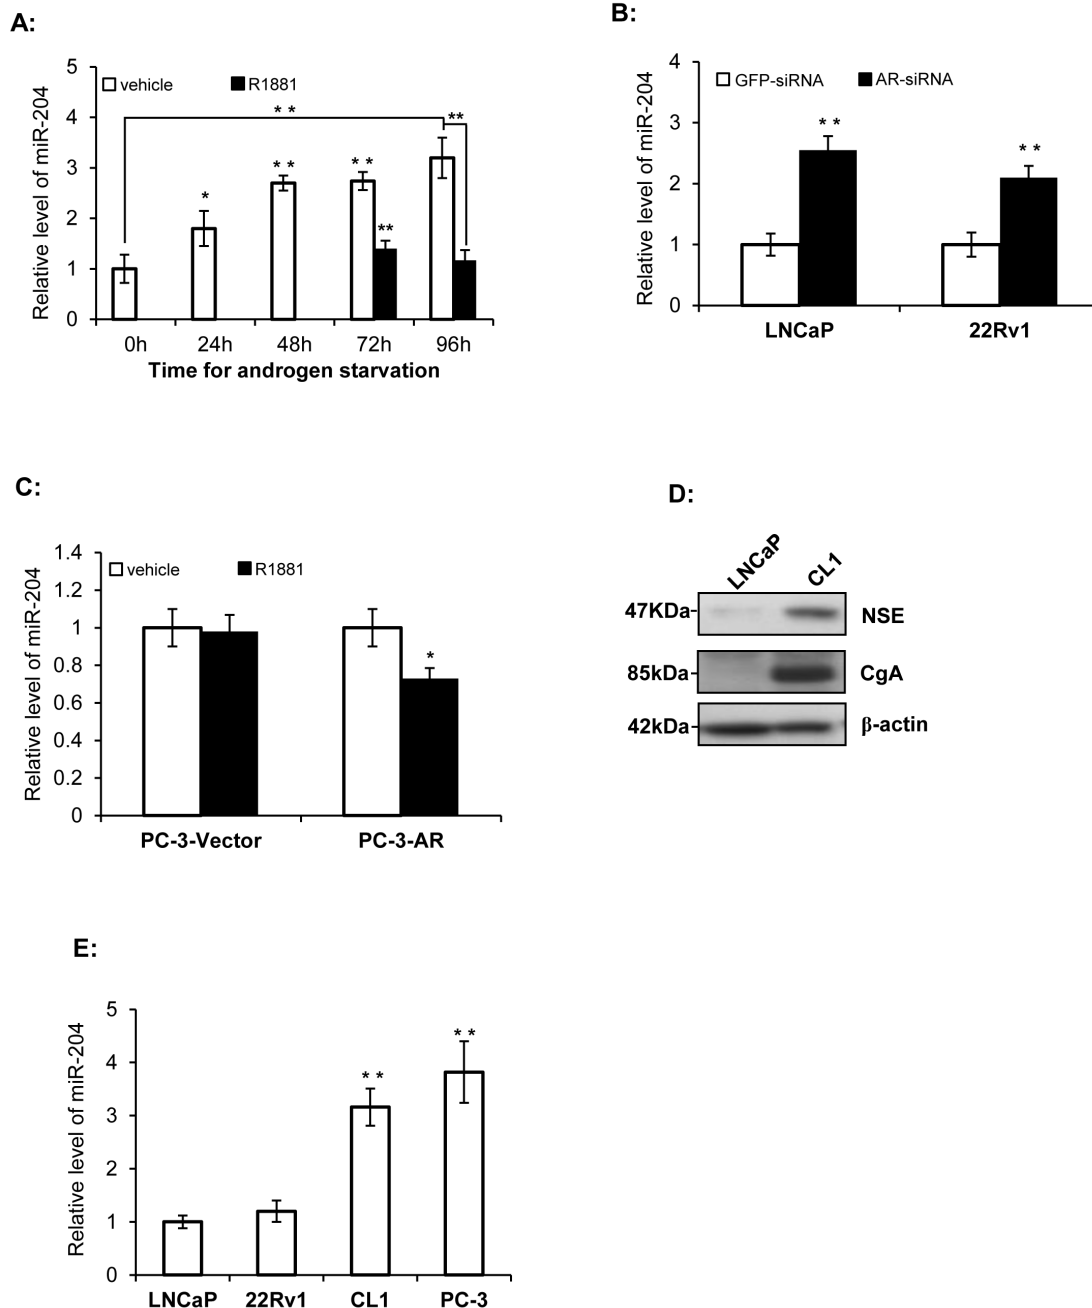 A:
5
4
3
2
1
0
Relative level of miR-204
vehicle R1881
* *
**
*
* *
* *
**
0h 24h 48h 72h 96h
Time for androgen starvation
B:
4
3
2
1
0
Relative level of miR-204
GFP-siRNA AR-siRNA
* *
* *
LNCaP 22Rv1
C:
1.4
1.2
1
0.8
0.6
0.4
0.2
0
Relative level of miR-204
vehicle R1881
*
PC-3-Vector PC-3-AR
D:
LNCaP CL1
47KDa NSE
85kDa CgA
42kDa β-actin
E:
5
4
3
2
1
0
Relative level of miR-204
* *
* *
LNCaP 22Rv1 CL1 PC-3